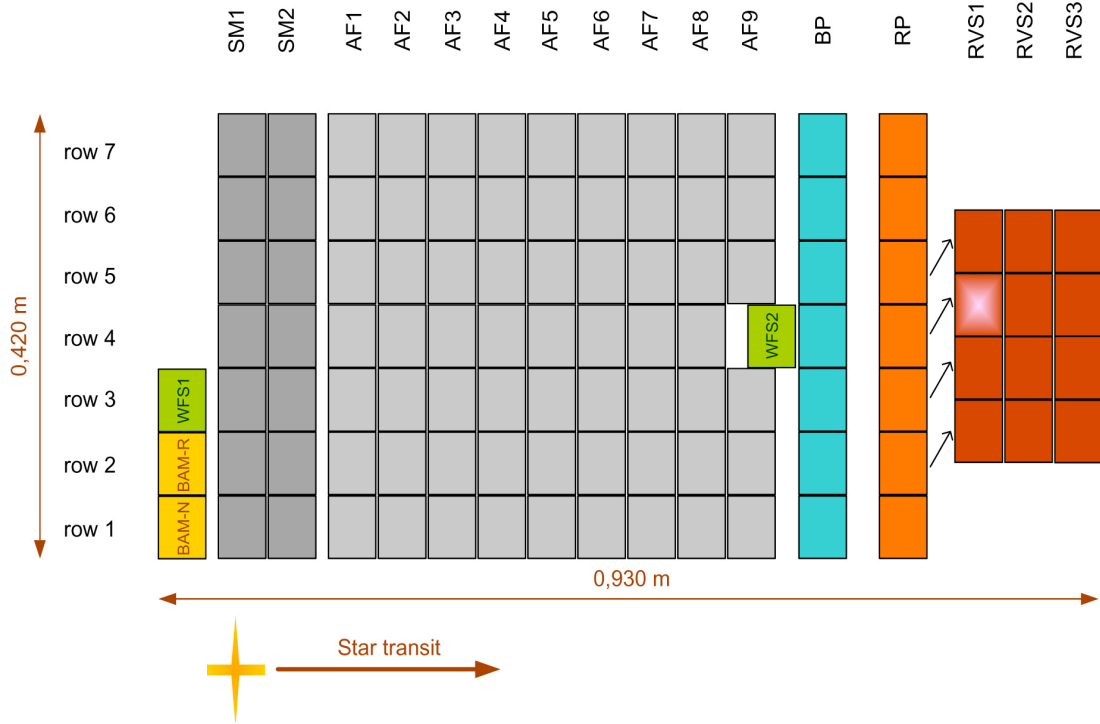 SM1
SM2
AF1
AF2
AF3
AF4
AF5
AF6
AF7
AF8
AF9
BP
RP
RVS1
RVS2
RVS3
row 7
row 6
row 5
row 4
row 3
row 2
row 1
0,420 m
WFS2
WFS1
BAM-R
BAM-N
0,930 m
Star transit